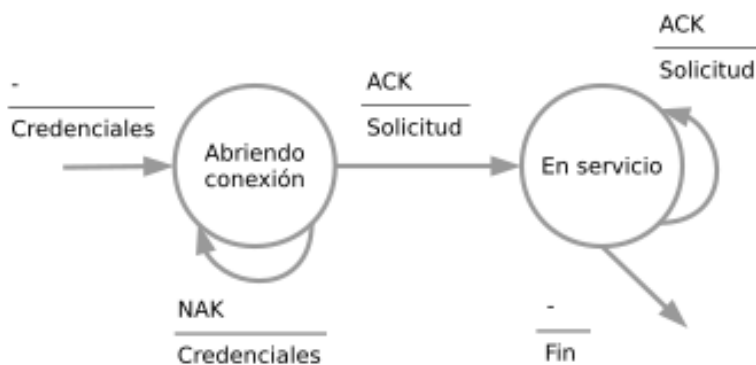 -
Credenciales
Abriendo
conexión
NAK
Credenciales
ACK
Solicitud
En servicio
ACK
Solicitud
-
Fin